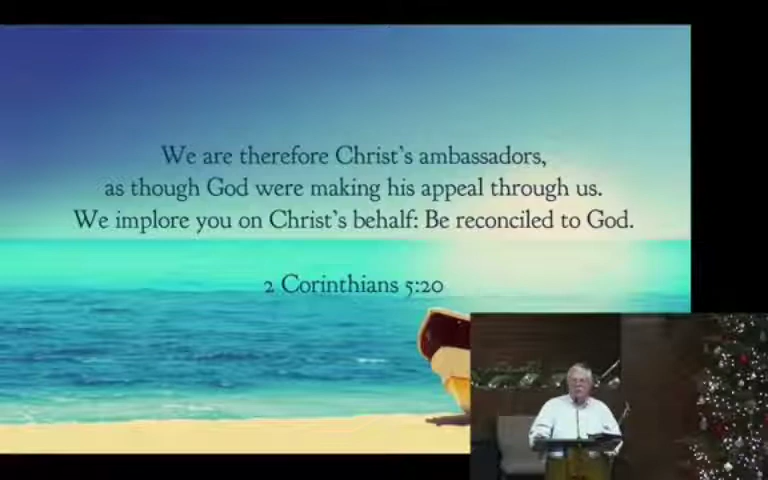 We are therefore Christ's ambassadors,
as though God were making his appeal through us.
We implore you on Christ's behalf: Be reconciled to God.
2 Corinthians 5:20